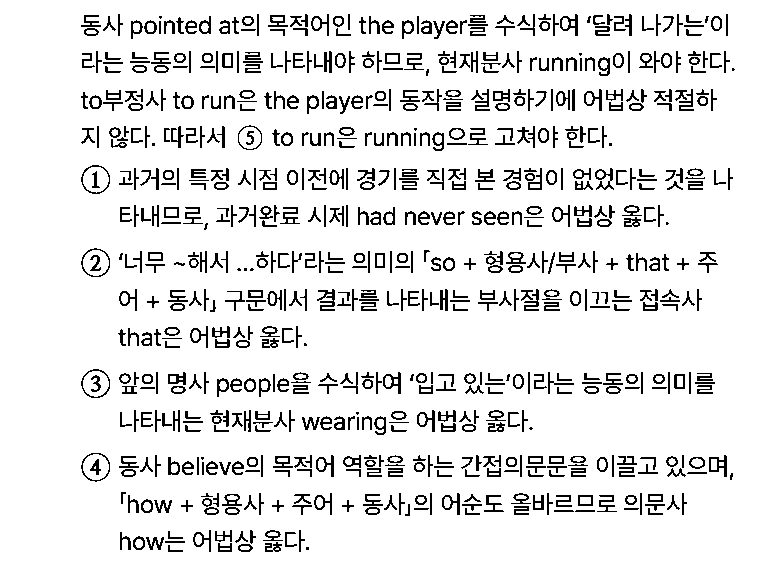 동사 pointed at의 목적어인 the player를 수식하여 ‘달려 나가는’이
라는 능동의 의미를 나타내야 하므로, 현재분사 running이 와야 한다.
to부정사 to run은 the player의 동작을 설명하기에 어법상 적절하
지 않다. 따라서 ⑤ to run은 running으로 고쳐야 한다.
① 과거의 특정 시점 이전에 경기를 직접 본 경험이 없었다는 것을 나
타내므로, 과거완료 시제 had never seen은 어법상 옳다.
② ‘너무 ~해서 …하다’라는 의미의 「so + 형용사/부사 + that + 주
어 + 동사」 구문에서 결과를 나타내는 부사절을 이끄는 접속사
that은 어법상 옳다.
③ 앞의 명사 people을 수식하여 ‘입고 있는’이라는 능동의 의미를
나타내는 현재분사 wearing은 어법상 옳다.
④ 동사 believe의 목적어 역할을 하는 간접의문문을 이끌고 있으며,
「how + 형용사 + 주어 + 동사」의 어순도 올바르므로 의문사
how는 어법상 옳다.